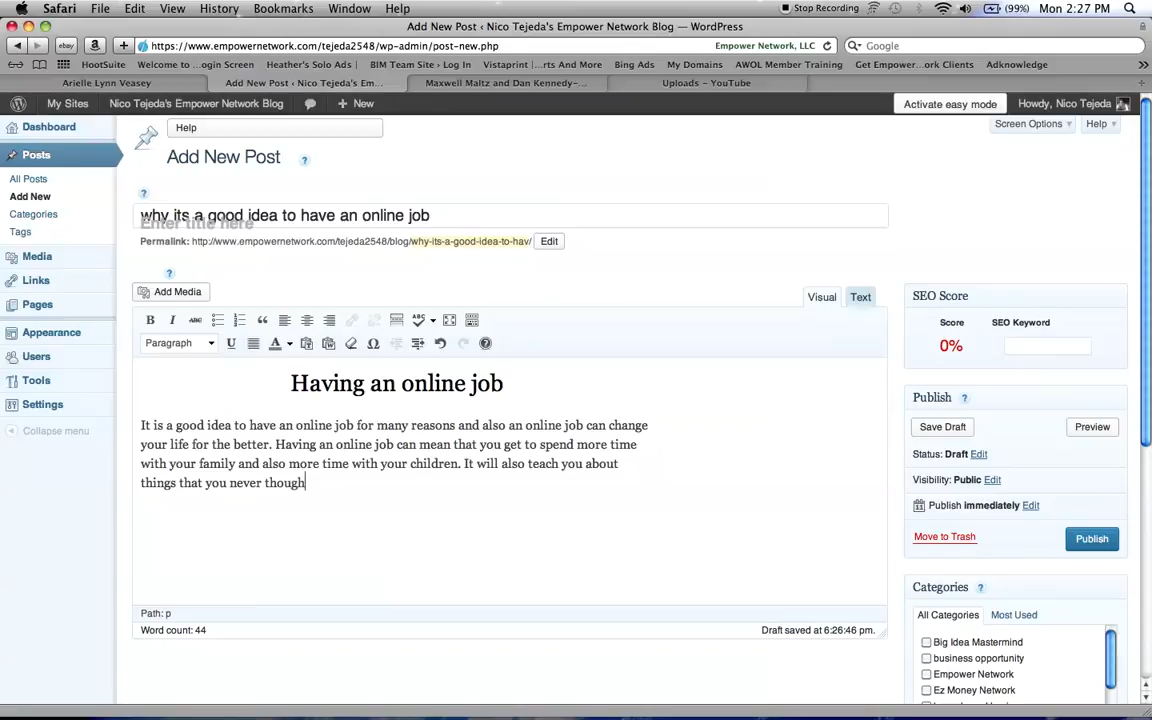 Safari File Edit View History Bookmarks Window Help Stop Recording (99%) Mon 2:27 PM
Add New Post ‹ Nico Tejeda's Empower Network Blog — WordPress
ebay https://www.empowernetwork.com/tejeda2548/wp-admin/post-new.php Empower Network, LLC Google
HootSuite Welcome to ...ogin Screen Heather's Solo Ads BIM Team Site › Log In Vistaprint |...rts And More Bing Ads My Domains AWOL Member Training Get Empower...ork Clients Adknowledge
Arielle Lynn Veasey Add New Post ‹ Nico Tejeda's Em... Maxwell Maltz and Dan Kennedy-... Uploads – YouTube
My Sites Nico Tejeda's Empower Network Blog + New Activate easy mode Howdy, Nico Tejeda
Dashboard
Posts
All Posts
Add New
Categories
Tags
Media
Links
Pages
Appearance
Users
Tools
Settings
Collapse menu
Help
Screen Options Help
Add New Post ?
?
why its a good idea to have an online job
Enter title here
Permalink: http://www.empowernetwork.com/tejeda2548/blog/why-its-a-good-idea-to-hav/ Edit
?
Add Media Visual Text
B I ABC ABC
Paragraph U A Ω
Having an online job
It is a good idea to have an online job for many reasons and also an online job can change
your life for the better. Having an online job can mean that you get to spend more time
with your family and also more time with your children. It will also teach you about
things that you never though
Path: p
Word count: 44 Draft saved at 6:26:46 pm.
SEO Score
Score SEO Keyword
0%
Publish ?
Save Draft Preview
Status: Draft Edit
Visibility: Public Edit
Publish immediately Edit
Move to Trash Publish
Categories ?
All Categories Most Used
Big Idea Mastermind
business opportunity
Empower Network
Ez Money Network